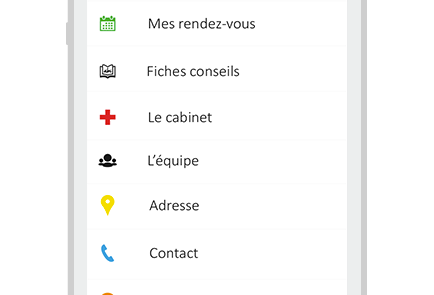 Mes rendez-vous
Fiches conseils
Le cabinet
L'équipe
Adresse
Contact